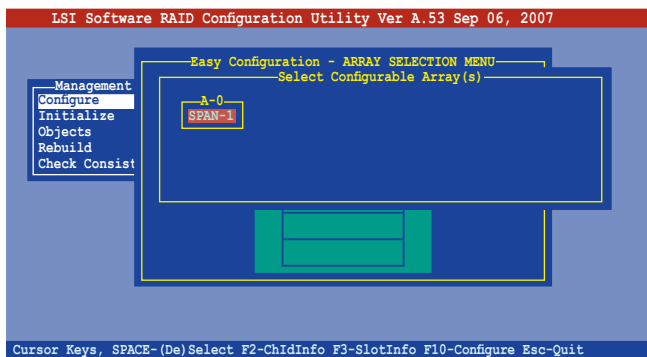 LSI Software RAID Configuration Utility Ver A.53 Sep 06, 2007
Easy Configuration - ARRAY SELECTION MENU
Select Configurable Array(s)
Management
Configure
Initialize
Objects
Rebuild
Check Consist
A-0
SPAN-1
Cursor Keys, SPACE-(De)Select F2-ChIdInfo F3-SlotInfo F10-Configure Esc-Quit